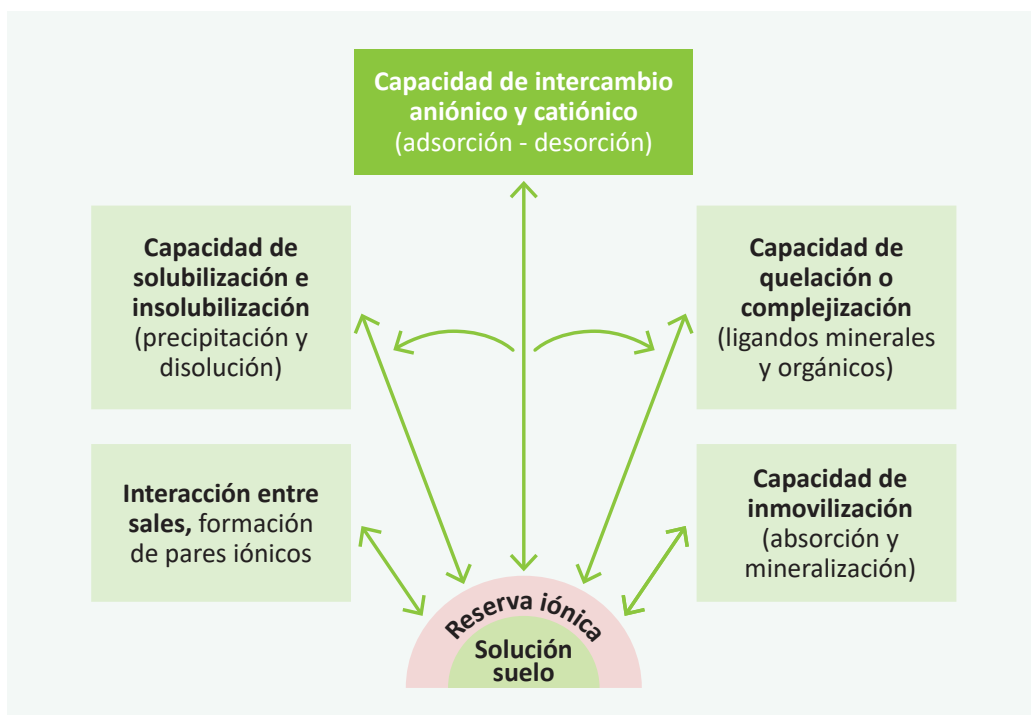 Capacidad de intercambio
aniónico y catiónico
(adsorción - desorción)
Capacidad de
solubilización e
insolubilización
(precipitación y
disolución)
Capacidad de
quelación o
complejización
(ligandos minerales
y orgánicos)
Interacción entre
sales, formación
de pares iónicos
Capacidad de
inmovilización
(absorción y
mineralización)
Reserva iónica
Solución
suelo